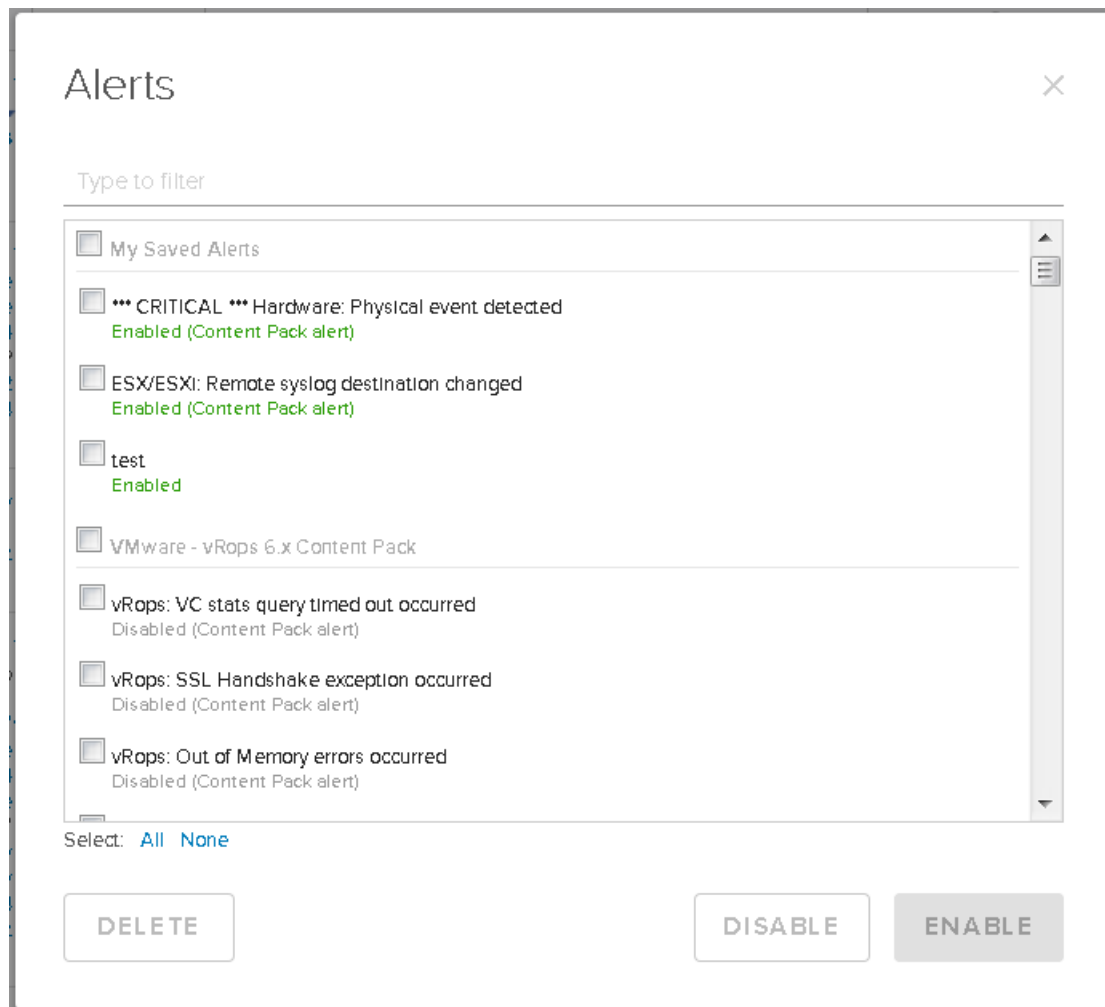 Alerts
Type to filter
My Saved Alerts
*** CRITICAL *** Hardware: Physical event detected
Enabled (Content Pack alert)
ESX/ESXi: Remote syslog destination changed
Enabled (Content Pack alert)
test
Enabled
VMware - vRops 6.x Content Pack
vRops: VC stats query timed out occurred
Disabled (Content Pack alert)
vRops: SSL Handshake exception occurred
Disabled (Content Pack alert)
vRops: Out of Memory errors occurred
Disabled (Content Pack alert)
Select: All None
DELETE DISABLE ENABLE